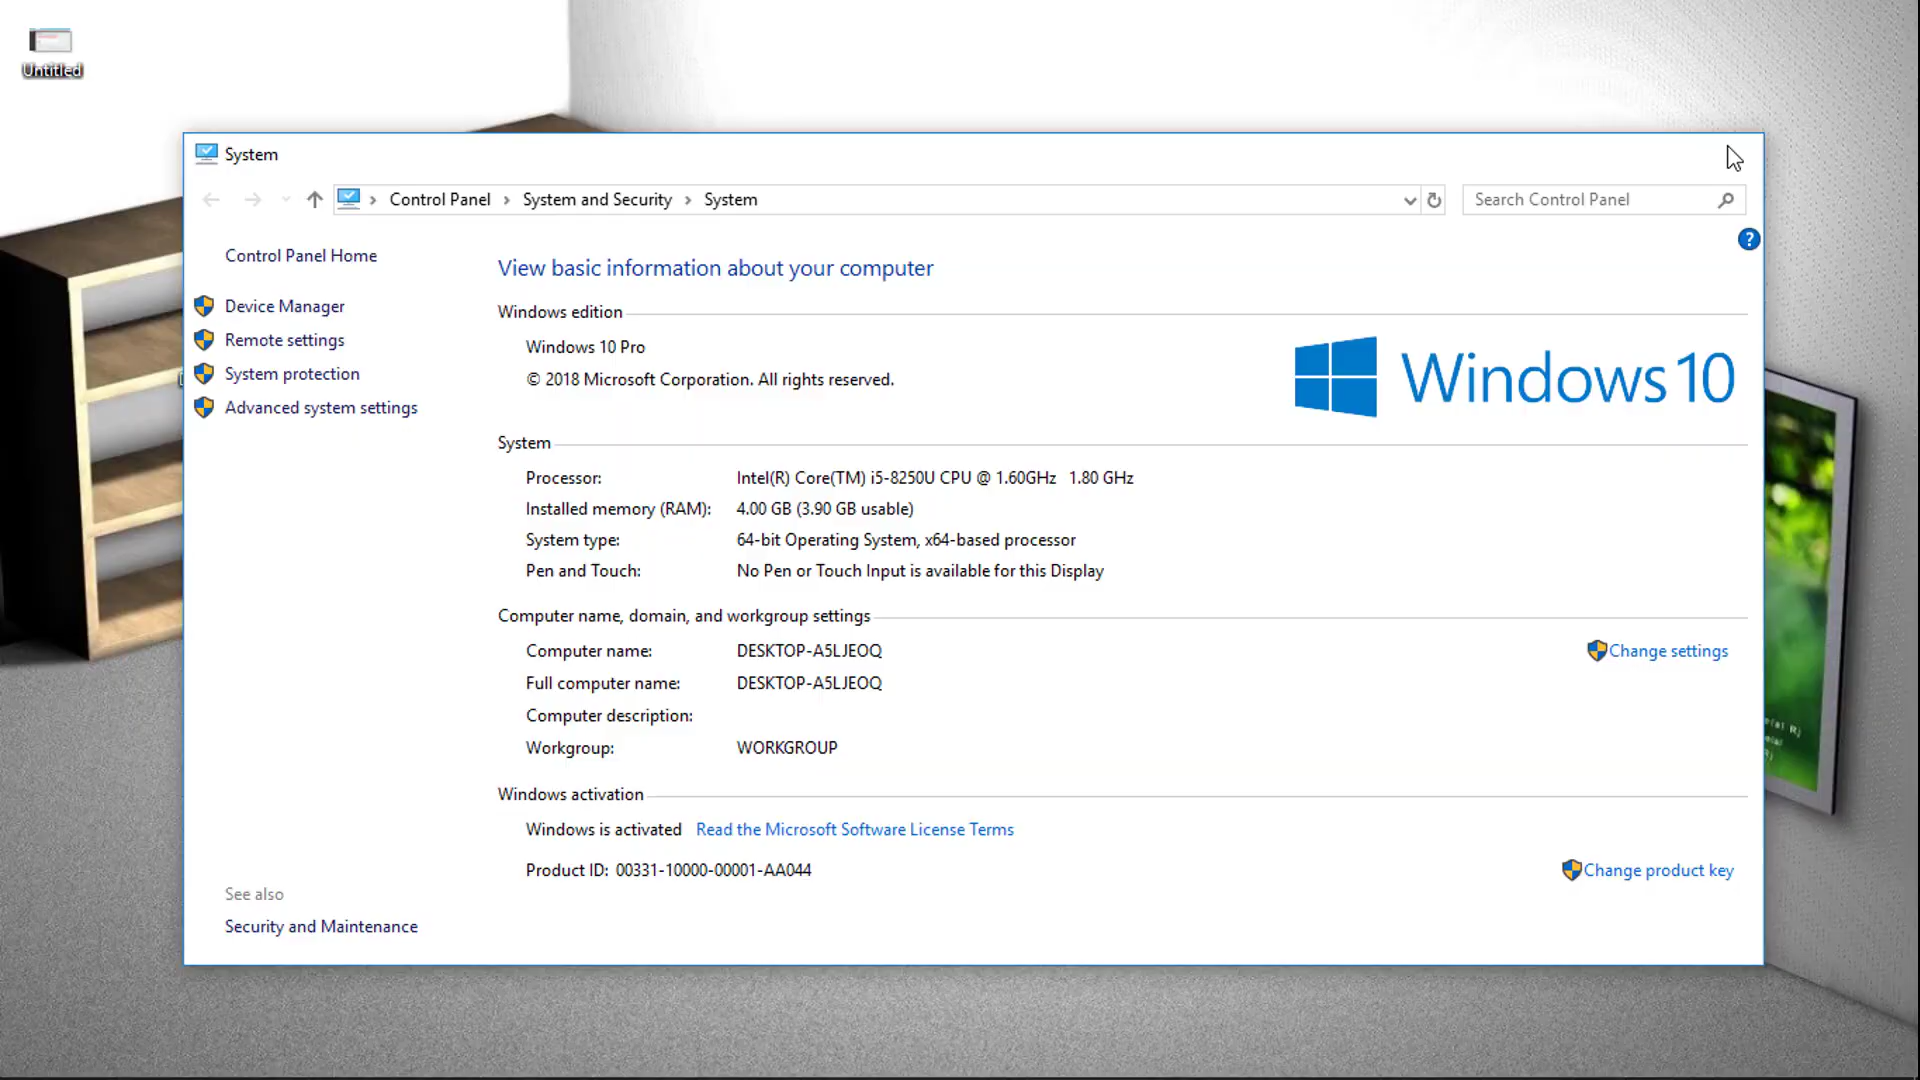 Untitled
System
Control Panel > System and Security > System
Search Control Panel
?
Control Panel Home
Device Manager
Remote settings
System protection
Advanced system settings
View basic information about your computer
Windows edition
Windows 10 Pro
© 2018 Microsoft Corporation. All rights reserved.
Windows 10
System
Processor: Intel(R) Core(TM) i5-8250U CPU @ 1.60GHz 1.80 GHz
Installed memory (RAM): 4.00 GB (3.90 GB usable)
System type: 64-bit Operating System, x64-based processor
Pen and Touch: No Pen or Touch Input is available for this Display
Computer name, domain, and workgroup settings
Computer name: DESKTOP-A5LJEOQ
Change settings
Full computer name: DESKTOP-A5LJEOQ
Computer description:
Workgroup: WORKGROUP
Windows activation
Windows is activated Read the Microsoft Software License Terms
Product ID: 00331-10000-00001-AA044
Change product key
See also
Security and Maintenance